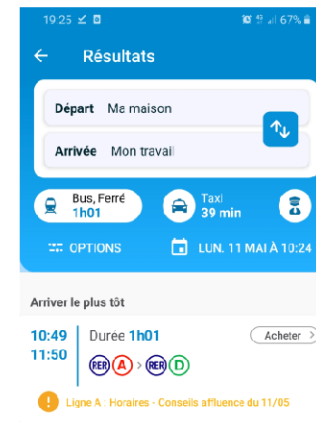 19:25
67%
Résultats
Départ Ma maison
Arrivée Mon travail
Bus, Ferré
1h01
Taxi
39 min
OPTIONS
LUN. 11 MAI À 10:24
Arriver le plus tôt
10:49 Durée 1h01 Acheter >
11:50 RER A > RER D
Ligne A : Horaires - Conseils affluence du 11/05